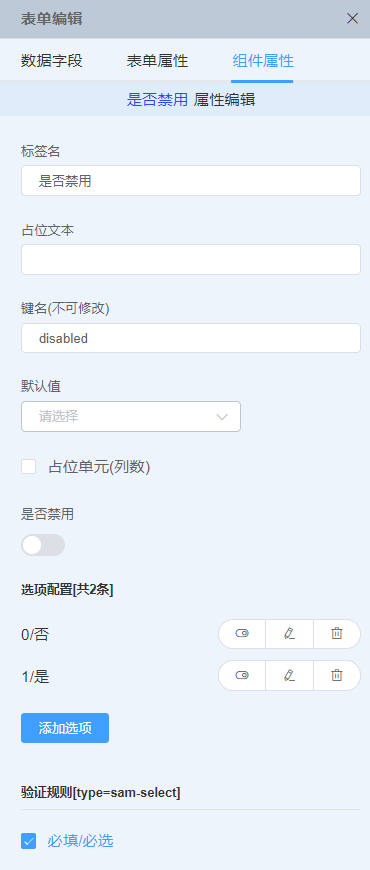 表单编辑
数据字段 表单属性 组件属性
是否禁用 属性编辑
标签名
是否禁用
占位文本
键名(不可修改)
disabled
默认值
请选择
占位单元(列数)
是否禁用
选项配置[共2条]
0/否
1/是
添加选项
验证规则[type=sam-select]
必填/必选